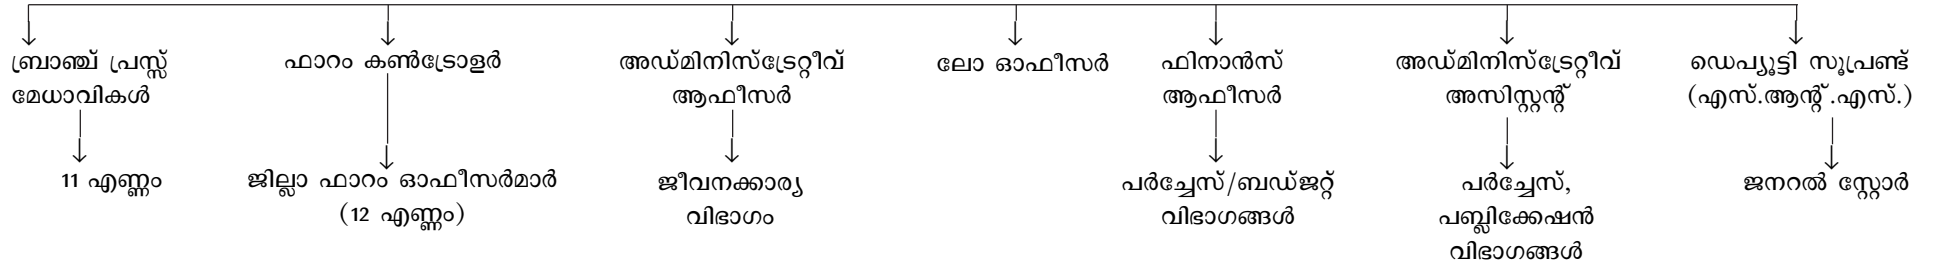 ബ്രാഞ്ച് പ്രസ്സ്
മേധാവികൾ
11 എണ്ണം
ഫാറം കൺട്രോളർ
ജില്ലാ ഫാറം ഓഫീസർമാർ
(12 എണ്ണം)
അഡ്മിനിസ്ട്രേറ്റീവ്
ആഫീസർ
ജീവനക്കാര്യ
വിഭാഗം
ലോ ഓഫീസർ
ഫിനാൻസ്
ആഫീസർ
പർച്ചേസ്/ബഡ്ജറ്റ്
വിഭാഗങ്ങൾ
അഡ്മിനിസ്ട്രേറ്റീവ്
അസിസ്റ്റന്റ്
പർച്ചേസ്,
പബ്ലിക്കേഷൻ
വിഭാഗങ്ങൾ
ഡെപ്യൂട്ടി സൂപ്രണ്ട്
(എസ്.ആന്റ്.എസ്.)
ജനറൽ സ്റ്റോർ